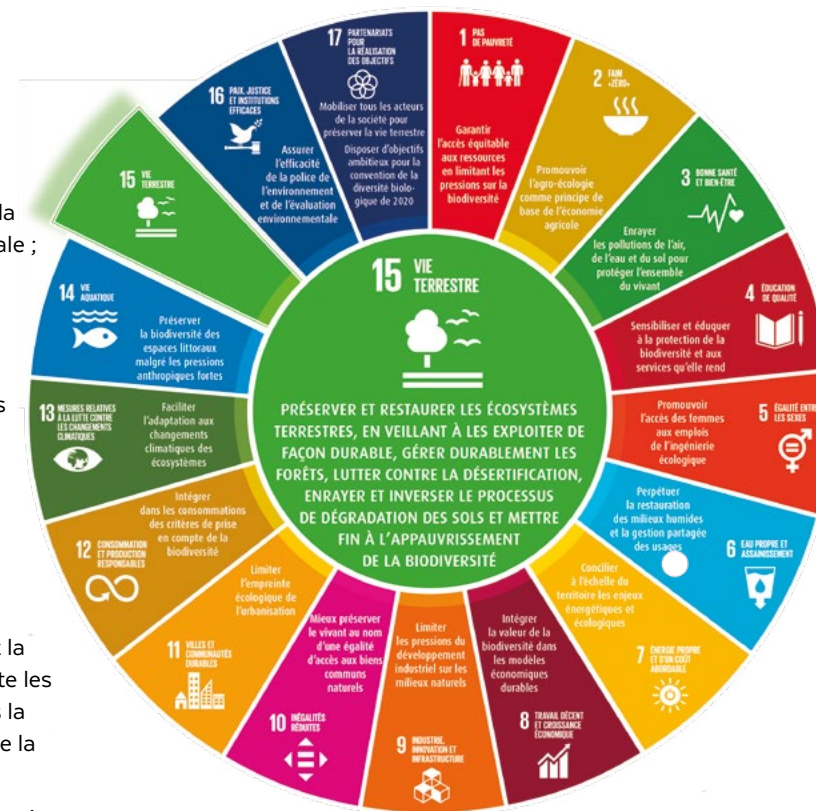 17 PARTENARIATS
POUR
LA RÉALISATION
DES OBJECTIFS
Mobiliser tous les acteurs
de la société pour
préserver la vie terrestre
Disposer d'objectifs
ambitieux pour la
convention de la
diversité biolo-
gique de 2020
1 PAS
DE PAUVRETÉ
Garantir
l'accès équitable
aux ressources
en limitant les
pressions sur la
biodiversité
2 FAIM
«ZÉRO»
Promouvoir
l'agro-écologie
comme principe de
base de l'économie
agricole
3 BONNE SANTÉ
ET BIEN-ÊTRE
Enrayer
les pollutions de l'air,
de l'eau et du sol pour
protéger l'ensemble
du vivant
4 ÉDUCATION
DE QUALITÉ
Sensibiliser et éduquer
à la protection de la
biodiversité et aux
services qu'elle rend
5 ÉGALITÉ ENTRE
LES SEXES
Promouvoir
l'accès des femmes
aux emplois
de l'ingénierie
écologique
6 EAU PROPRE ET
ASSAINISSEMENT
Perpétuer
la restauration
des milieux humides
et la gestion partagée
des usages
7 ÉNERGIE PROPRE
ET D'UN COÛT
ABORDABLE
Concilier
à l'échelle du
territoire les enjeux
énergétiques et
écologiques
8 TRAVAIL DÉCENT
ET CROISSANCE
ÉCONOMIQUE
Intégrer
la valeur de la
biodiversité dans
les modèles
économiques
durables
9 INDUSTRIE,
INNOVATION ET
INFRASTRUCTURE
Limiter
les pressions du
développement
industriel sur les
milieux naturels
10 INÉGALITÉS
RÉDUITES
Mieux préserver
le vivant au nom
d'une égalité
d'accès aux biens
communs
naturels
11 VILLES ET
COMMUNAUTÉS
DURABLES
Limiter
l'empreinte
écologique de
l'urbanisation
12 CONSOMMATION
ET PRODUCTION
RESPONSABLES
Intégrer
dans les consommations
des critères de prise
en compte de la
biodiversité
13 MESURES RELATIVES
À LA LUTTE CONTRE
LES CHANGEMENTS
CLIMATIQUES
Faciliter
l'adaptation aux
changements
climatiques des
écosystèmes
14 VIE
AQUATIQUE
Préserver
la biodiversité des
espaces littoraux
malgré les pressions
anthropiques fortes
15 VIE
TERRESTRE
16 PAIX, JUSTICE
ET INSTITUTIONS
EFFICACES
Assurer
l'efficacité
de la police de
l'environnement
et de l'évaluation
environnementale
15 VIE
TERRESTRE
PRÉSERVER ET RESTAURER LES ÉCOSYSTÈMES
TERRESTRES, EN VEILLANT À LES EXPLOITER DE
FAÇON DURABLE, GÉRER DURABLEMENT LES
FORÊTS, LUTTER CONTRE LA DÉSERTIFICATION,
ENRAYER ET INVERSER LE PROCESSUS
DE DÉGRADATION DES SOLS ET METTRE
FIN À L'APPAUVRISSEMENT
DE LA BIODIVERSITÉ
la
ale ;
s
la
te les
s la
e la